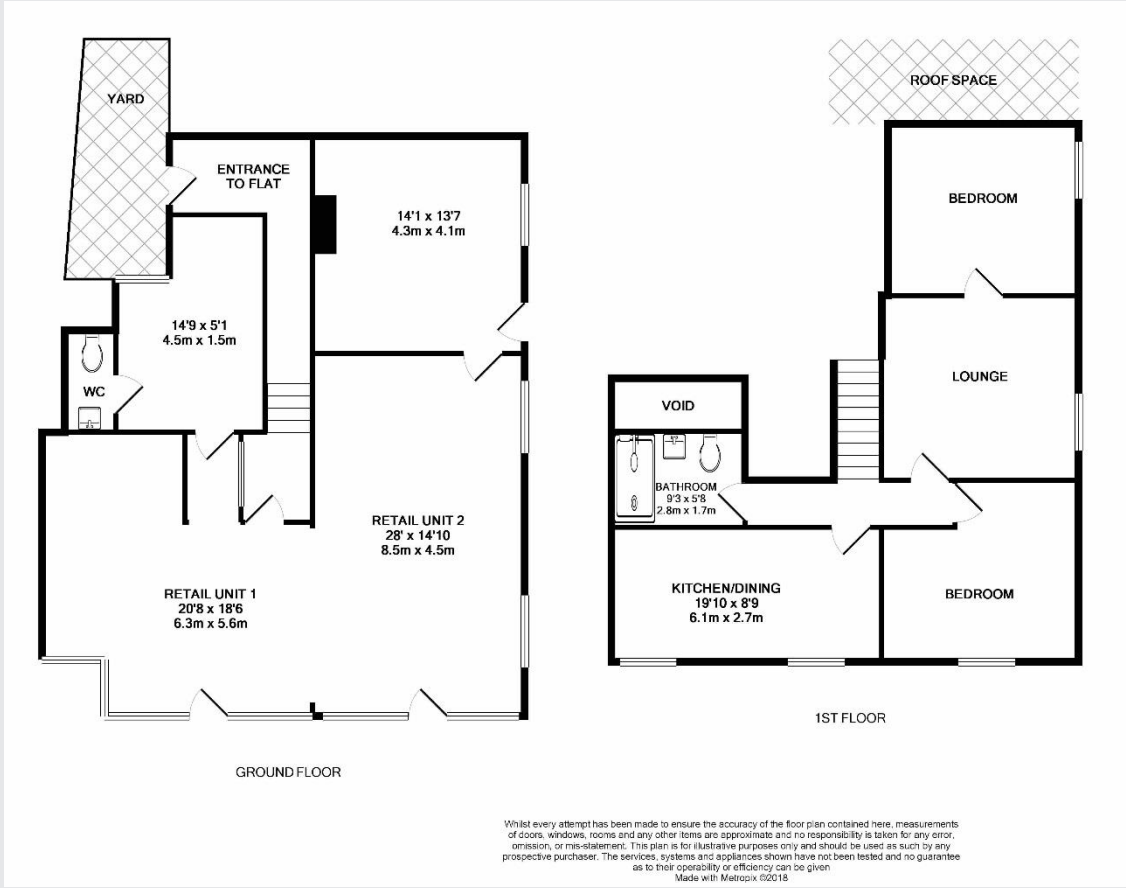 YARD
ENTRANCE
TO FLAT
14'1 x 13'7
4.3m x 4.1m
14'9 x 5'1
4.5m x 1.5m
WC
RETAIL UNIT 2
28' x 14'10
8.5m x 4.5m
RETAIL UNIT 1
20'8 x 18'6
6.3m x 5.6m
GROUND FLOOR
ROOF SPACE
BEDROOM
LOUNGE
VOID
BATHROOM
9'3 x 5'8
2.8m x 1.7m
KITCHEN/DINING
19'10 x 8'9
6.1m x 2.7m
BEDROOM
1ST FLOOR
Whilst every attempt has been made to ensure the accuracy of the floor plan contained here, measurements
of doors, windows, rooms and any other items are approximate and no responsibility is taken for any error,
omission, or mis-statement. This plan is for illustrative purposes only and should be used as such by any
prospective purchaser. The services, systems and appliances shown have not been tested and no guarantee
as to their operability or efficiency can be given
Made with Metropix ©2018